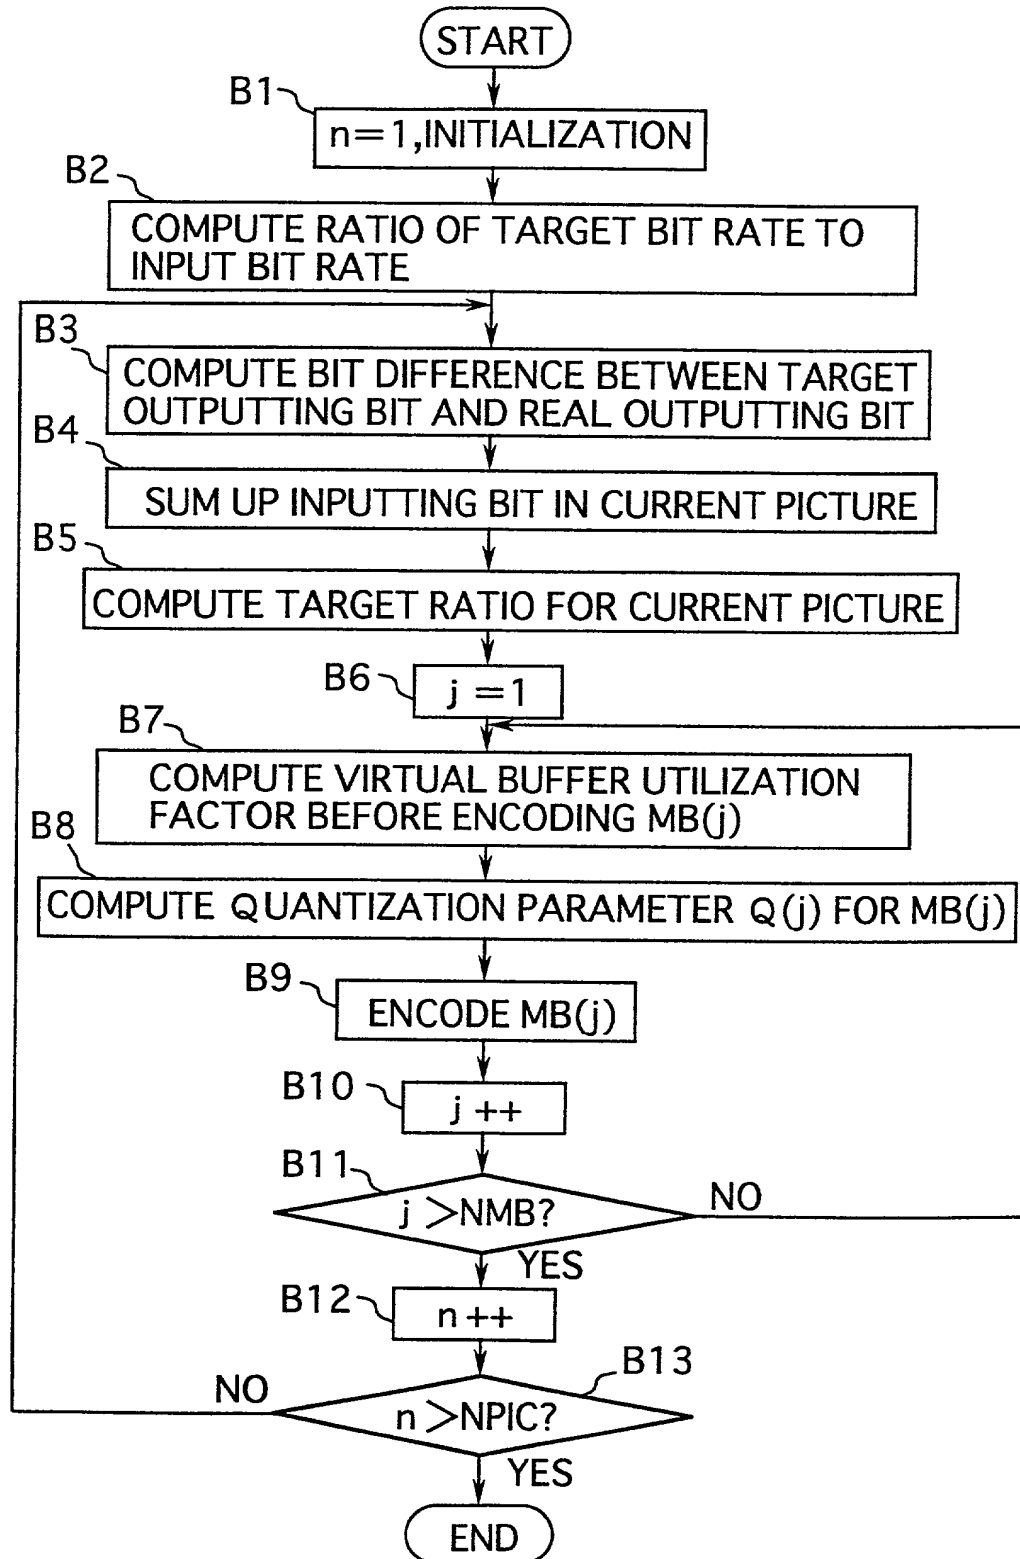 START
B1
n=1,INITIALIZATION
B2
COMPUTE RATIO OF TARGET BIT RATE TO
INPUT BIT RATE
B3
COMPUTE BIT DIFFERENCE BETWEEN TARGET
OUTPUTTING BIT AND REAL OUTPUTTING BIT
B4
SUM UP INPUTTING BIT IN CURRENT PICTURE
B5
COMPUTE TARGET RATIO FOR CURRENT PICTURE
B6
j =1
B7
COMPUTE VIRTUAL BUFFER UTILIZATION
FACTOR BEFORE ENCODING MB(j)
B8
COMPUTE QUANTIZATION PARAMETER Q(j) FOR MB(j)
B9
ENCODE MB(j)
B10
j ++
B11
j >NMB?
NO
YES
B12
n++
B13
NO
n >NPIC?
YES
END